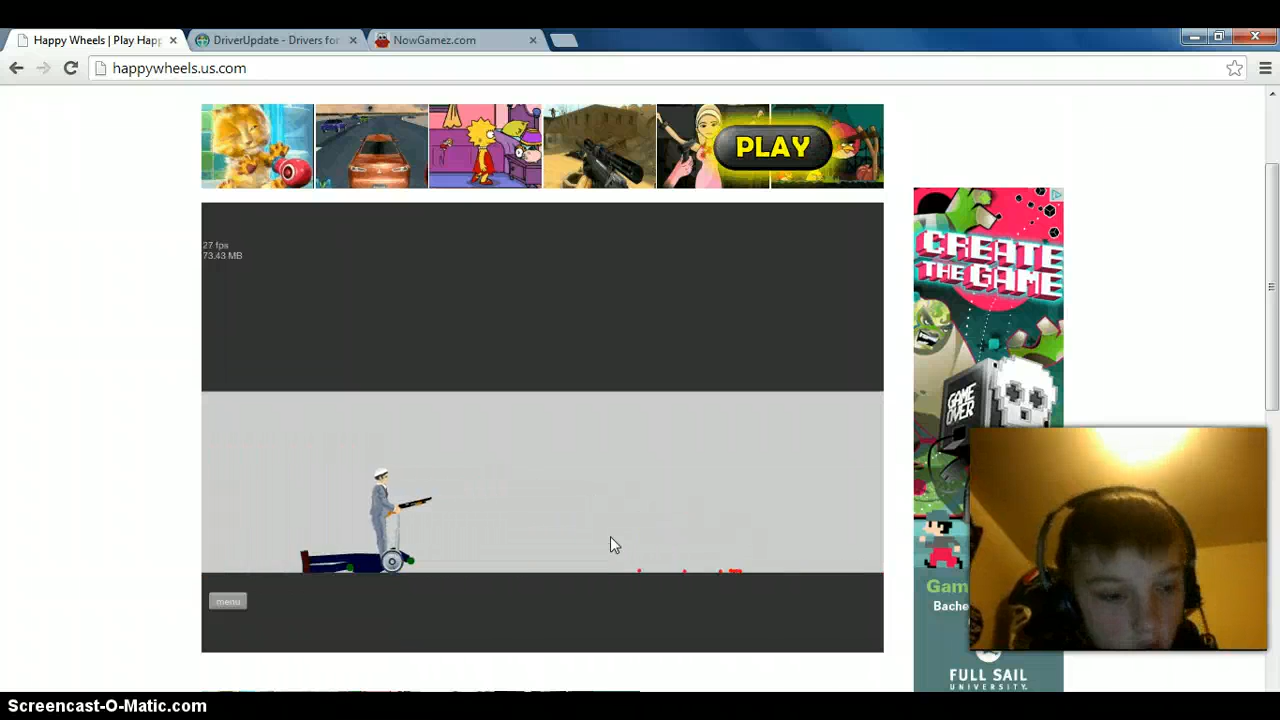 Happy Wheels | Play Hap
DriverUpdate - Drivers for
NowGamez.com
happywheels.us.com
PLAY
27 fps
73.43 MB
CREATE
THE GAME
GAME
OVER
menu
Gam
Bache
FULL SAIL
UNIVERSITY
Screencast-O-Matic.com